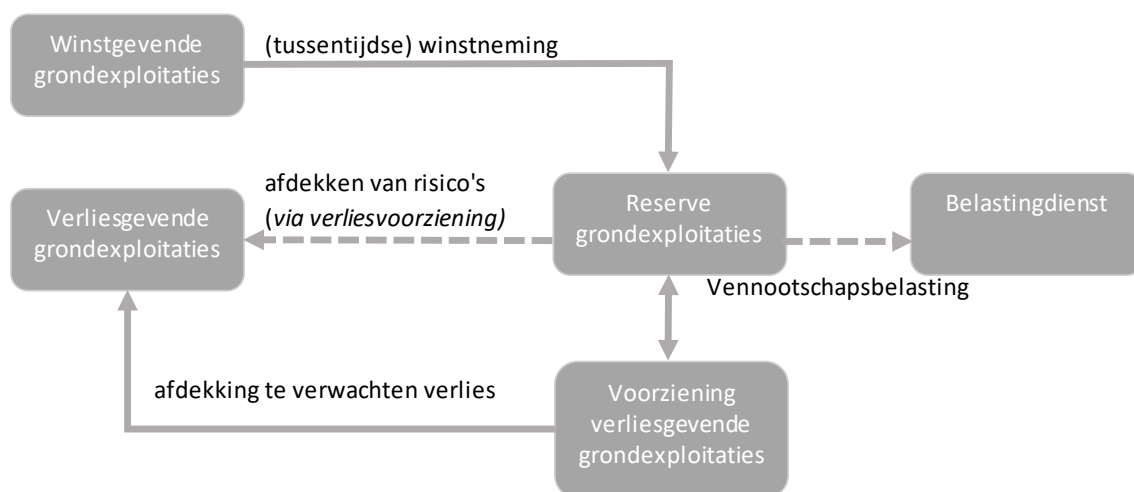 Winstgevende
grondexploitaties
(tussentijdse) winstneming
afdekken van risico's
(via verliesvoorziening)
Verliesgevende
grondexploitaties
Reserve
grondexploitaties
Belastingdienst
Vennootschapsbelasting
afdekking te verwachten verlies
Voorziening
verliesgevende
grondexploitaties